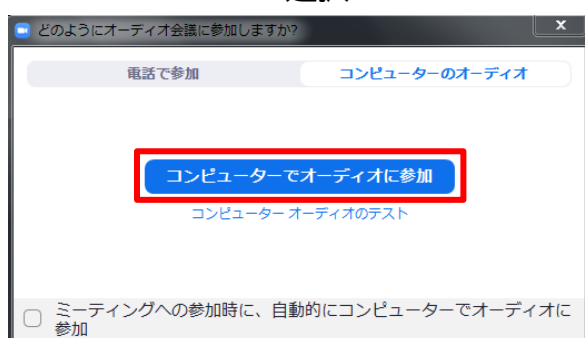 選択
どのようにオーディオ会議に参加しますか?
x
電話で参加
コンピューターのオーディオ
コンピューターでオーディオに参加
コンピューター オーディオのテスト
ミーティングへの参加時に、自動的にコンピューターでオーディオに
参加